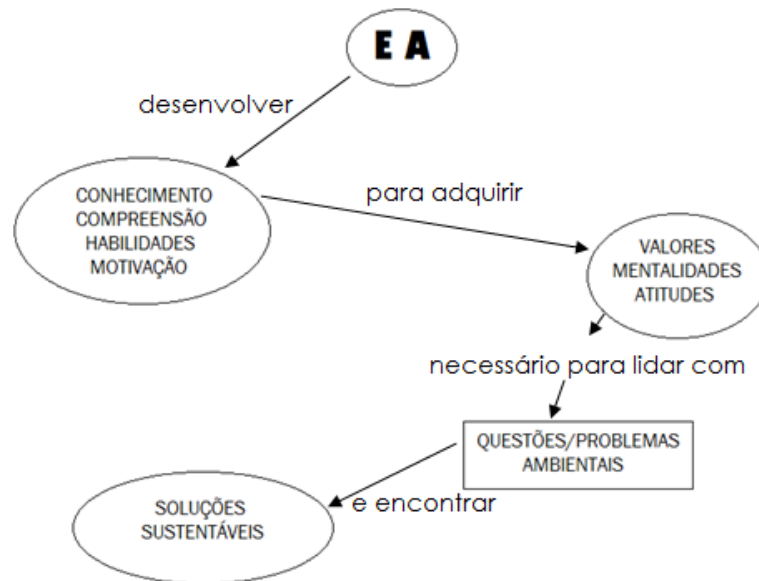 E A
desenvolver
CONHECIMENTO
COMPREENSÃO
HABILIDADES
MOTIVAÇÃO
para adquirir
VALORES
MENTALIDADES
ATITUDES
necessário para lidar com
QUESTÕES/PROBLEMAS
AMBIENTAIS
e encontrar
SOLUÇÕES
SUSTENTÁVEIS